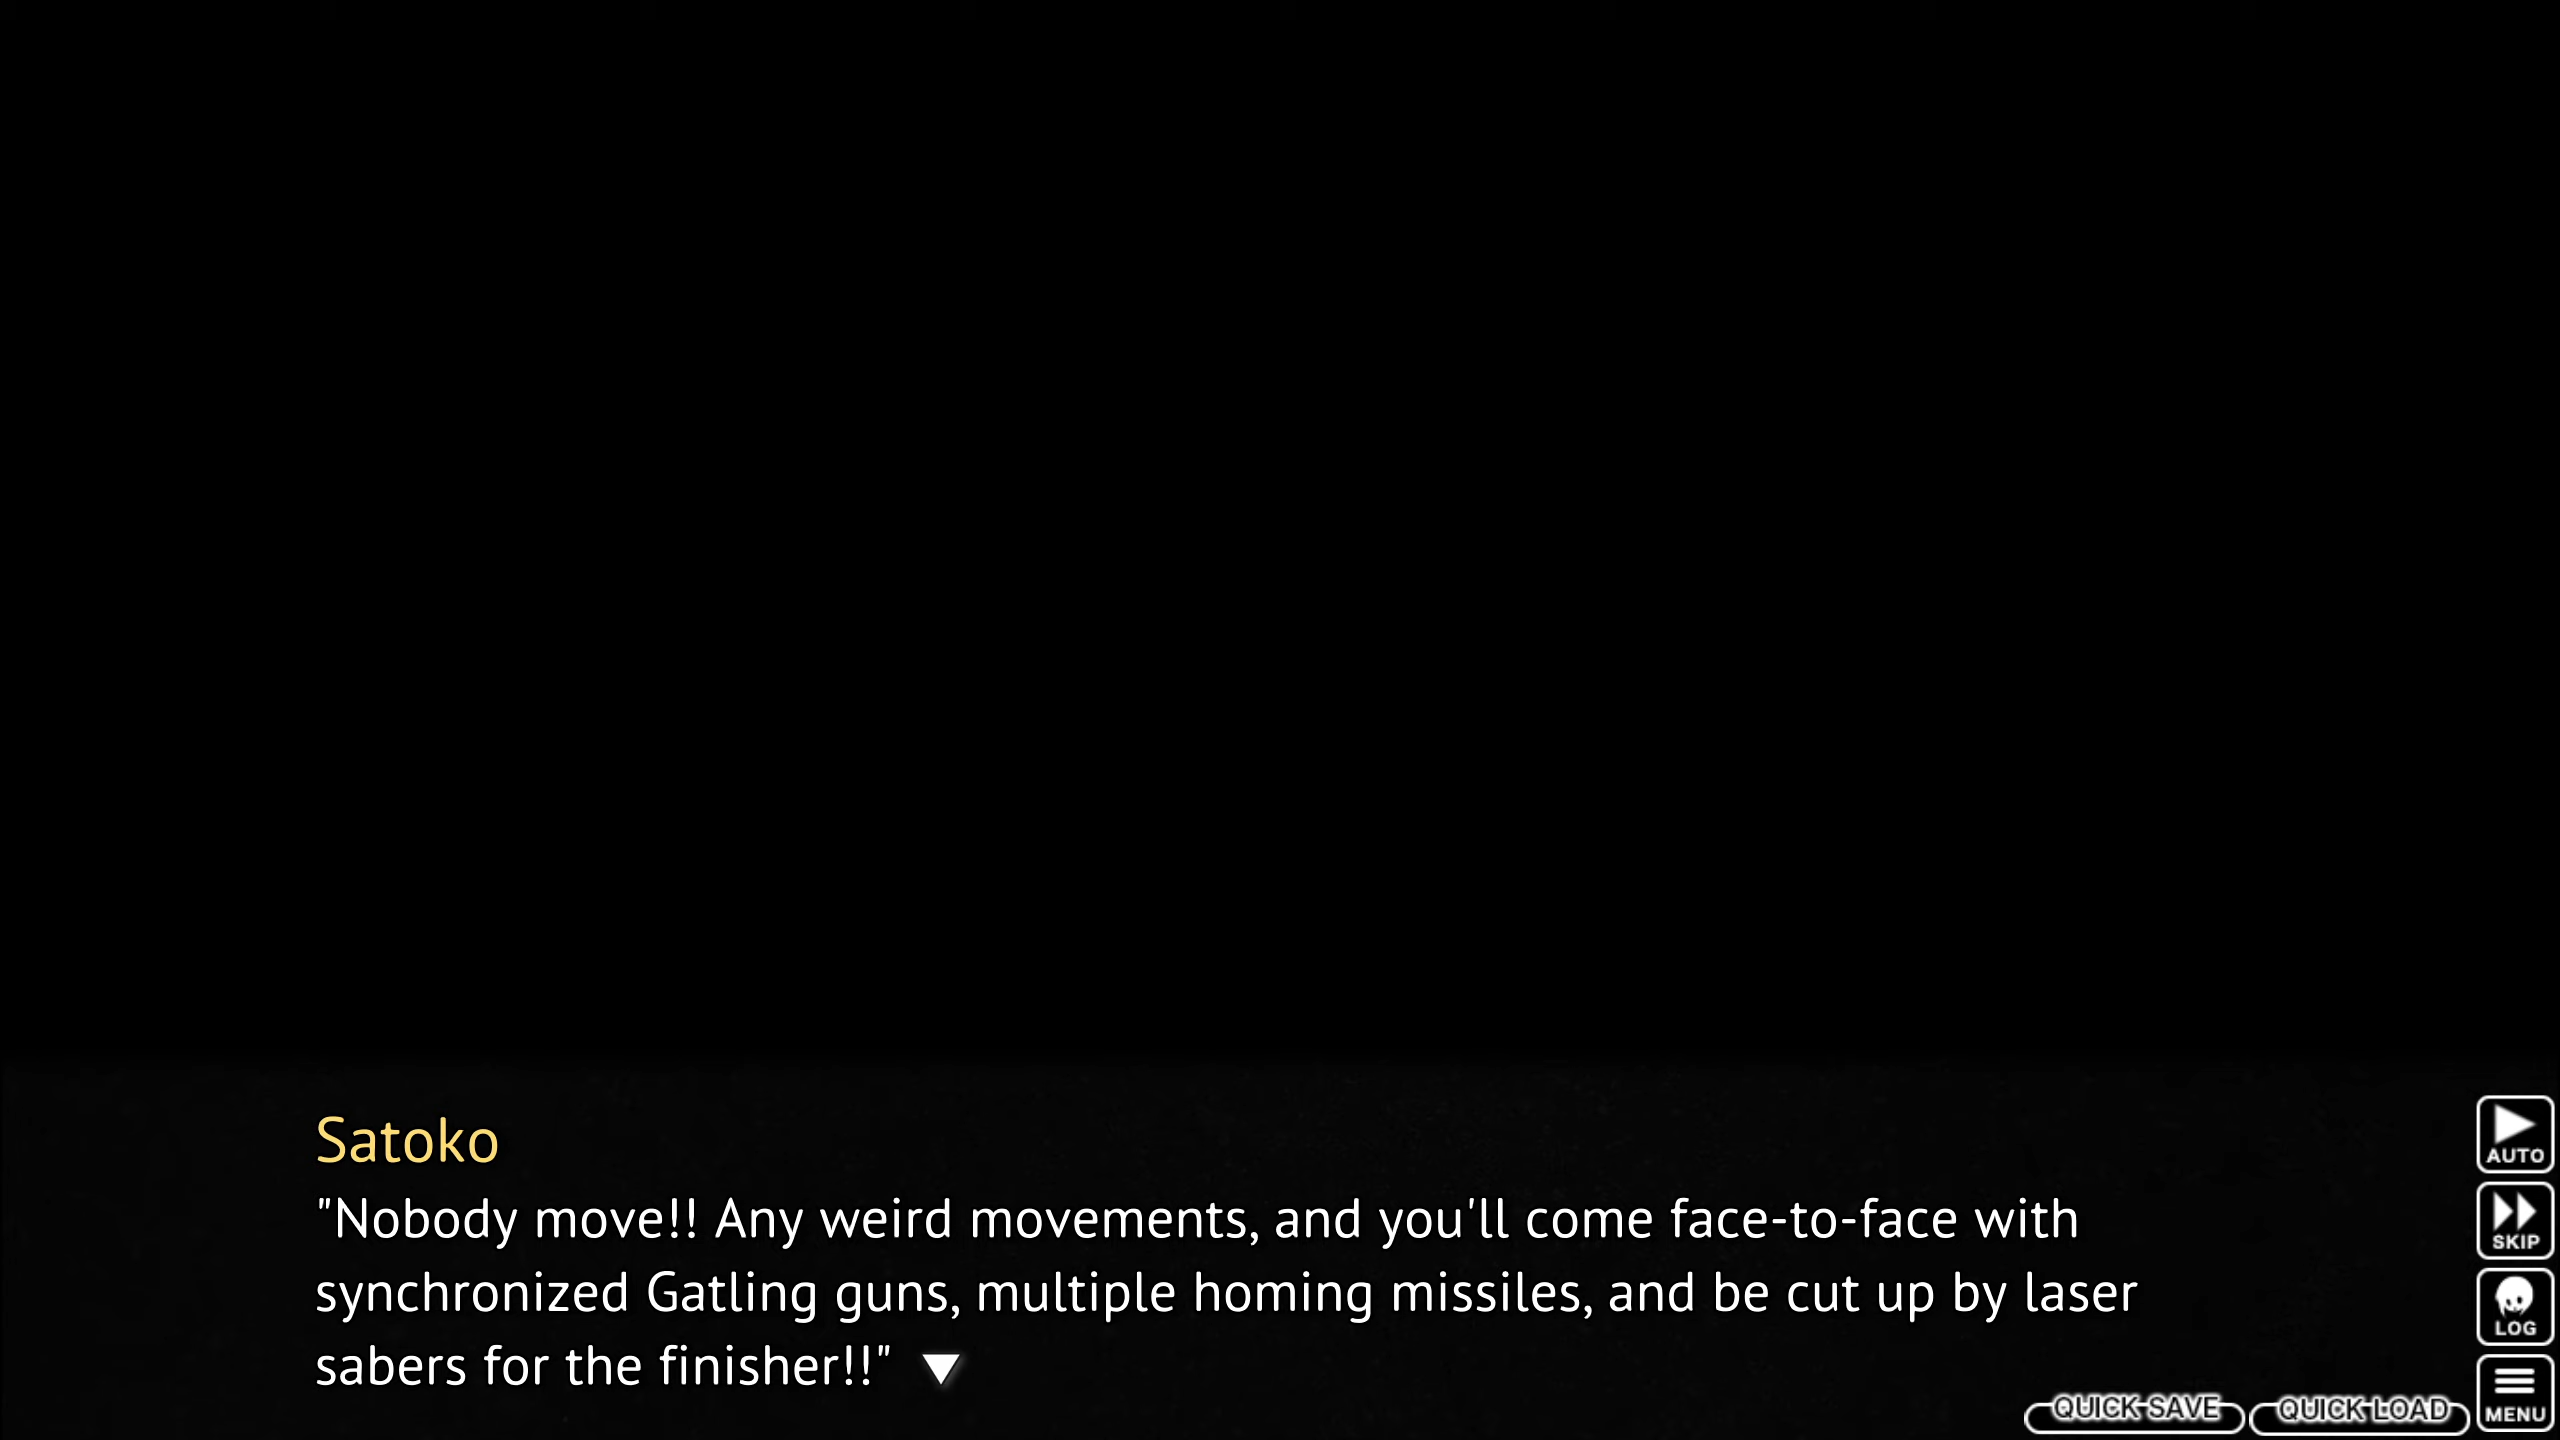 Satoko
"Nobody move!! Any weird movements, and you'll come face-to-face with
synchronized Gatling guns, multiple homing missiles, and be cut up by laser
sabers for the finisher!!"
AUTO
SKIP
LOG
MENU
QUICK SAVE
QUICK LOAD